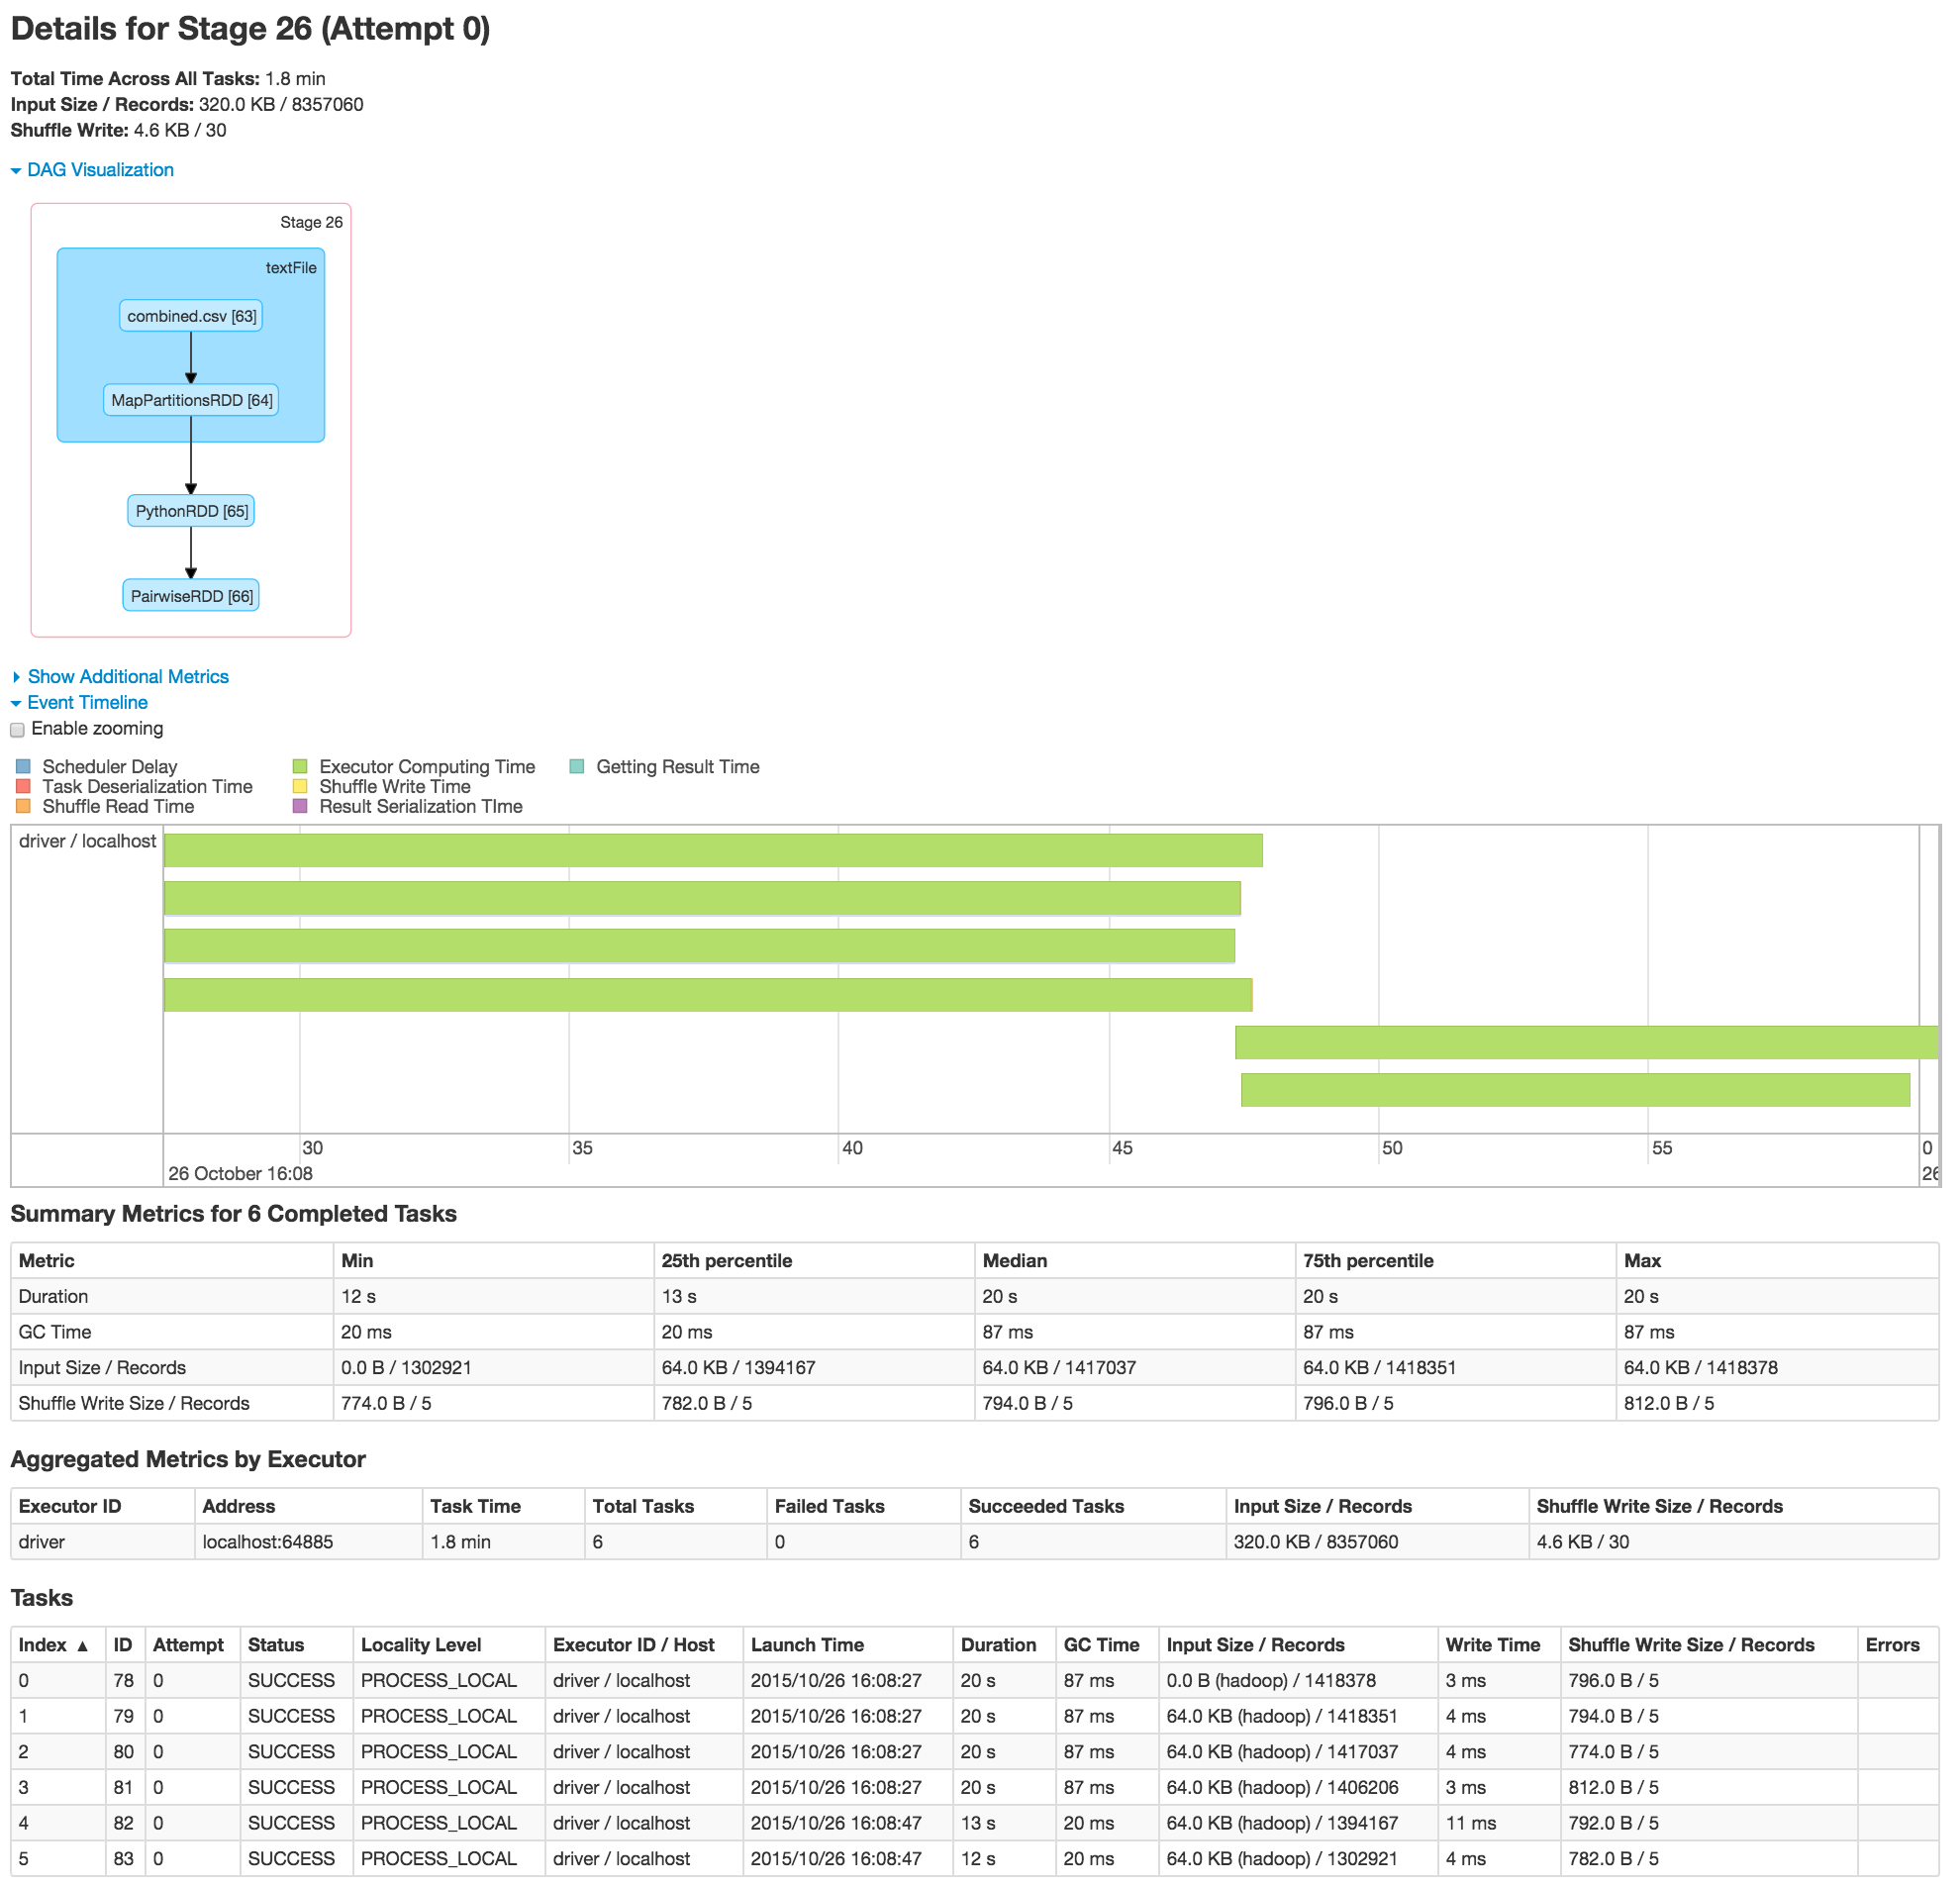 Details for Stage 26 (Attempt 0)
Total Time Across All Tasks: 1.8 min
Input Size / Records: 320.0 KB / 8357060
Shuffle Write: 4.6 KB / 30
DAG Visualization
Stage 26
textFile
combined.csv [63]
MapPartitionsRDD [64]
PythonRDD [65]
PairwiseRDD [66]
Show Additional Metrics
Event Timeline
Enable zooming
Scheduler Delay Executor Computing Time Getting Result Time
Task Deserialization Time Shuffle Write Time
Shuffle Read Time Result Serialization TIme
driver / localhost
30 35 40 45 50 55 0
26 October 16:08 26
Summary Metrics for 6 Completed Tasks
Metric Min 25th percentile Median 75th percentile Max
Duration 12 s 13 s 20 s 20 s 20 s
GC Time 20 ms 20 ms 87 ms 87 ms 87 ms
Input Size / Records 0.0 B / 1302921 64.0 KB / 1394167 64.0 KB / 1417037 64.0 KB / 1418351 64.0 KB / 1418378
Shuffle Write Size / Records 774.0 B / 5 782.0 B / 5 794.0 B / 5 796.0 B / 5 812.0 B / 5
Aggregated Metrics by Executor
Executor ID Address Task Time Total Tasks Failed Tasks Succeeded Tasks Input Size / Records Shuffle Write Size / Records
driver localhost:64885 1.8 min 6 0 6 320.0 KB / 8357060 4.6 KB / 30
Tasks
Index ▲ ID Attempt Status Locality Level Executor ID / Host Launch Time Duration GC Time Input Size / Records Write Time Shuffle Write Size / Records Errors
0 78 0 SUCCESS PROCESS_LOCAL driver / localhost 2015/10/26 16:08:27 20 s 87 ms 0.0 B (hadoop) / 1418378 3 ms 796.0 B / 5
1 79 0 SUCCESS PROCESS_LOCAL driver / localhost 2015/10/26 16:08:27 20 s 87 ms 64.0 KB (hadoop) / 1418351 4 ms 794.0 B / 5
2 80 0 SUCCESS PROCESS_LOCAL driver / localhost 2015/10/26 16:08:27 20 s 87 ms 64.0 KB (hadoop) / 1417037 4 ms 774.0 B / 5
3 81 0 SUCCESS PROCESS_LOCAL driver / localhost 2015/10/26 16:08:27 20 s 87 ms 64.0 KB (hadoop) / 1406206 3 ms 812.0 B / 5
4 82 0 SUCCESS PROCESS_LOCAL driver / localhost 2015/10/26 16:08:47 13 s 20 ms 64.0 KB (hadoop) / 1394167 11 ms 792.0 B / 5
5 83 0 SUCCESS PROCESS_LOCAL driver / localhost 2015/10/26 16:08:47 12 s 20 ms 64.0 KB (hadoop) / 1302921 4 ms 782.0 B / 5